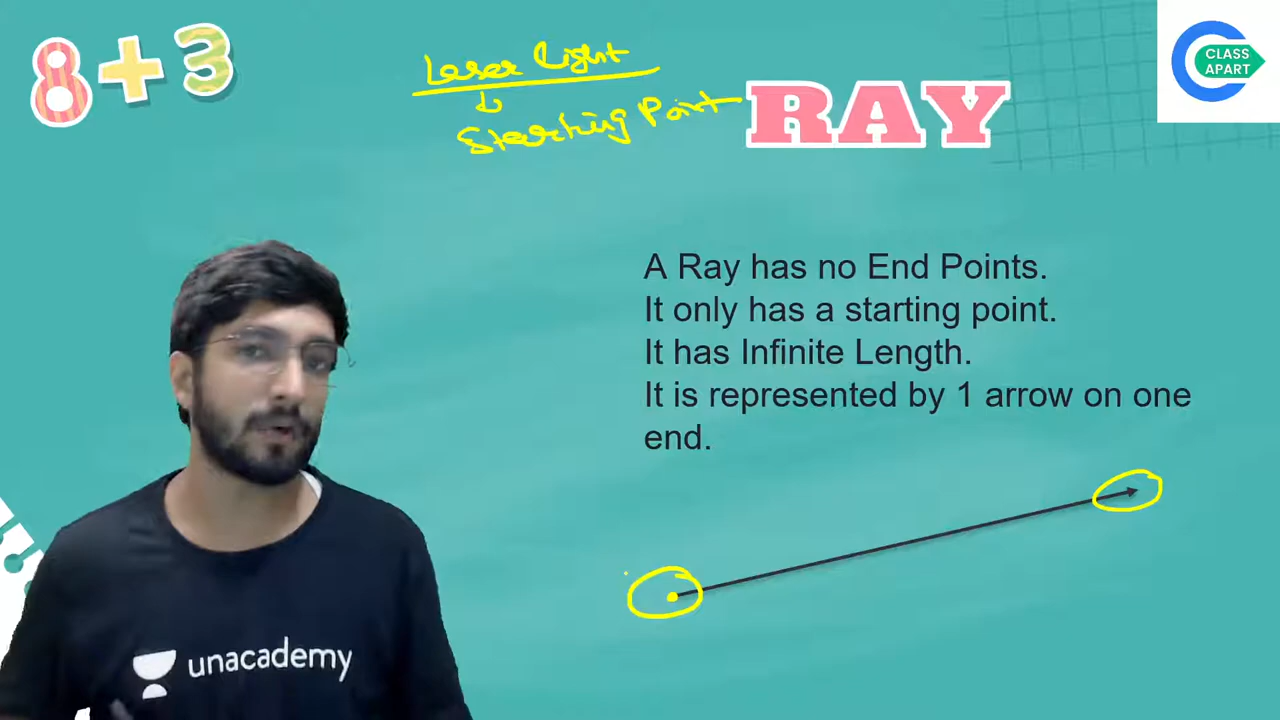 8+3
Laser light
Starting Point
RAY
CLASS
APART
A Ray has no End Points.
It only has a starting point.
It has Infinite Length.
It is represented by 1 arrow on one
end.
unacademy